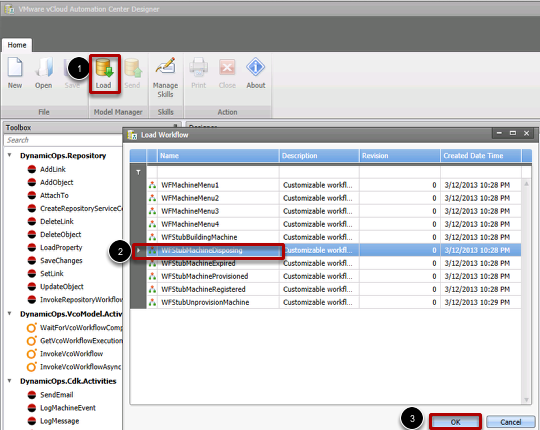 VMware vCloud Automation Center Designer
Home
1
New Open Save Load Send Manage Skills Print Close About
File Model Manager Skills Action
Toolbox Designer
Search
Load Workflow
Name Description Revision Created Date Time
DynamicOps.Repository
AddLink
AddObject
AttachTo
CreateRepositoryServiceCo
DeleteLink
DeleteObject
LoadProperty
SaveChanges
SetLink
UpdateObject
InvokeRepositoryWorkflow
DynamicOps.VcoModel.Activ
WaitForVcoWorkflowComp
GetVcoWorkflowExecution
InvokeVcoWorkflow
InvokeVcoWorkflowAsync
DynamicOps.Cdk.Activities
SendEmail
LogMachineEvent
LogMessage
WFMachineMenu1 Customizable workfl... 0 3/12/2013 10:28 PM
WFMachineMenu2 Customizable workfl... 0 3/12/2013 10:28 PM
WFMachineMenu3 Customizable workfl... 0 3/12/2013 10:28 PM
WFMachineMenu4 Customizable workfl... 0 3/12/2013 10:28 PM
WFStubBuildingMachine Customizable workfl... 0 3/12/2013 10:28 PM
2
WFStubMachineDisposing Customizable workfl... 0 3/12/2013 10:28 PM
WFStubMachineExpired Customizable workfl... 0 3/12/2013 10:28 PM
WFStubMachineProvisioned Customizable workfl... 0 3/12/2013 10:28 PM
WFStubMachineRegistered Customizable workfl... 0 3/12/2013 10:28 PM
WFStubUnprovisionMachine Customizable workfl... 0 3/12/2013 10:29 PM
3
OK Cancel